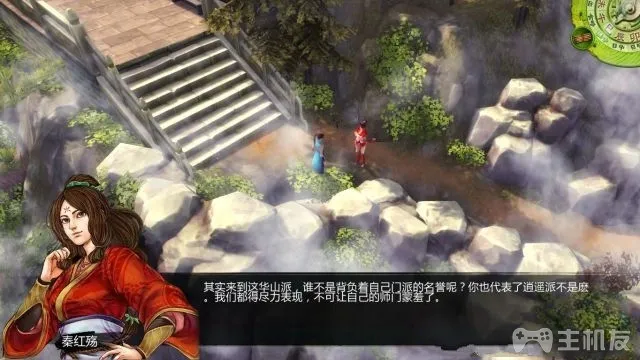 其实来到这华山派，谁不是背负着自己门派的名誉呢？你也代表了逍遥派不是麽
。我们都得尽力表现，不可让自己的师门蒙羞了。
秦红殇
主机友